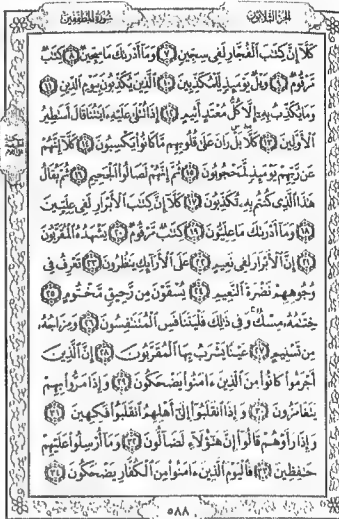 الجزء الثلاثون
سورة المطففين
كَلَّآ إِنَّ كِتَٰبَ ٱلْفُجَّارِ لَفِى سِجِّينٍ ٧ وَمَآ أَدْرَىٰكَ مَا سِجِّينٌ ٨ كِتَٰبٌ
مَّرْقُومٌ ٩ وَيْلٌ يَوْمَئِذٍ لِّلْمُكَذِّبِينَ ١٠ ٱلَّذِينَ يُكَذِّبُونَ بِيَوْمِ ٱلدِّينِ ١١
وَمَا يُكَذِّبُ بِهِۦٓ إِلَّا كُلُّ مُعْتَدٍ أَثِيمٍ ١٢ إِذَا تُتْلَىٰ عَلَيْهِ ءَايَٰتُنَا قَالَ أَسَٰطِيرُ
ٱلْأَوَّلِينَ ١٣ كَلَّا بَلْ رَانَ عَلَىٰ قُلُوبِهِم مَّا كَانُوا۟ يَكْسِبُونَ ١٤ كَلَّآ إِنَّهُمْ
عَن رَّبِّهِمْ يَوْمَئِذٍ لَّمَحْجُوبُونَ ١٥ ثُمَّ إِنَّهُمْ لَصَالُوا۟ ٱلْجَحِيمِ ١٦ ثُمَّ يُقَالُ
هَٰذَا ٱلَّذِى كُنتُم بِهِۦ تُكَذِّبُونَ ١٧ كَلَّآ إِنَّ كِتَٰبَ ٱلْأَبْرَارِ لَفِى عِلِّيِّينَ
١٨ وَمَآ أَدْرَىٰكَ مَا عِلِّيُّونَ ١٩ كِتَٰبٌ مَّرْقُومٌ ٢٠ يَشْهَدُهُ ٱلْمُقَرَّبُونَ
٢١ إِنَّ ٱلْأَبْرَارَ لَفِى نَعِيمٍ ٢٢ عَلَى ٱلْأَرَآئِكِ يَنظُرُونَ ٢٣ تَعْرِفُ فِى
وُجُوهِهِمْ نَضْرَةَ ٱلنَّعِيمِ ٢٤ يُسْقَوْنَ مِن رَّحِيقٍ مَّخْتُومٍ ٢٥
خِتَٰمُهُۥ مِسْكٌ وَفِى ذَٰلِكَ فَلْيَتَنَافَسِ ٱلْمُتَنَٰفِسُونَ ٢٦ وَمِزَاجُهُۥ
مِن تَسْنِيمٍ ٢٧ عَيْنًا يَشْرَبُ بِهَا ٱلْمُقَرَّبُونَ ٢٨ إِنَّ ٱلَّذِينَ
أَجْرَمُوا۟ كَانُوا۟ مِنَ ٱلَّذِينَ ءَامَنُوا۟ يَضْحَكُونَ ٢٩ وَإِذَا مَرُّوا۟ بِهِمْ
يَتَغَامَزُونَ ٣٠ وَإِذَا ٱنقَلَبُوٓا۟ إِلَىٰٓ أَهْلِهِمُ ٱنقَلَبُوا۟ فَكِهِينَ ٣١
وَإِذَا رَأَوْهُمْ قَالُوٓا۟ إِنَّ هَٰٓؤُلَآءِ لَضَآلُّونَ ٣٢ وَمَآ أُرْسِلُوا۟ عَلَيْهِمْ
حَٰفِظِينَ ٣٣ فَٱلْيَوْمَ ٱلَّذِينَ ءَامَنُوا۟ مِنَ ٱلْكُفَّارِ يَضْحَكُونَ ٣٤
٥٨٨